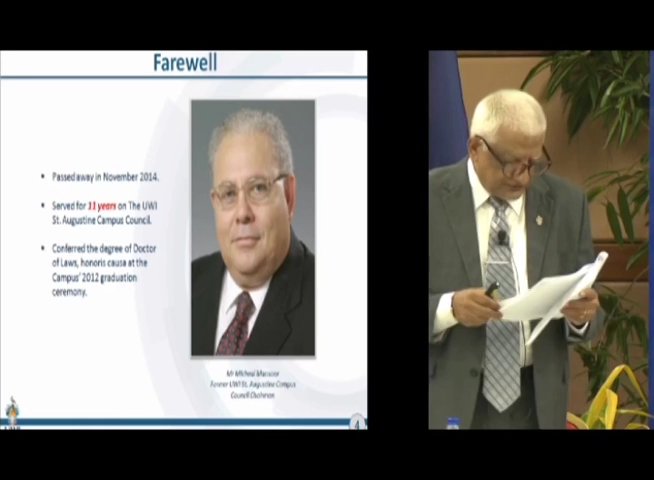 Farewell
Passed away in November 2014.
Served for 11 years on The UWI
St. Augustine Campus Council.
Conferred the degree of Doctor
of Laws, honoris causa at the
Campus' 2012 graduation
ceremony.
Mr Micheal Mansoor
Former UWI St. Augustine Campus
Council Chairman
4